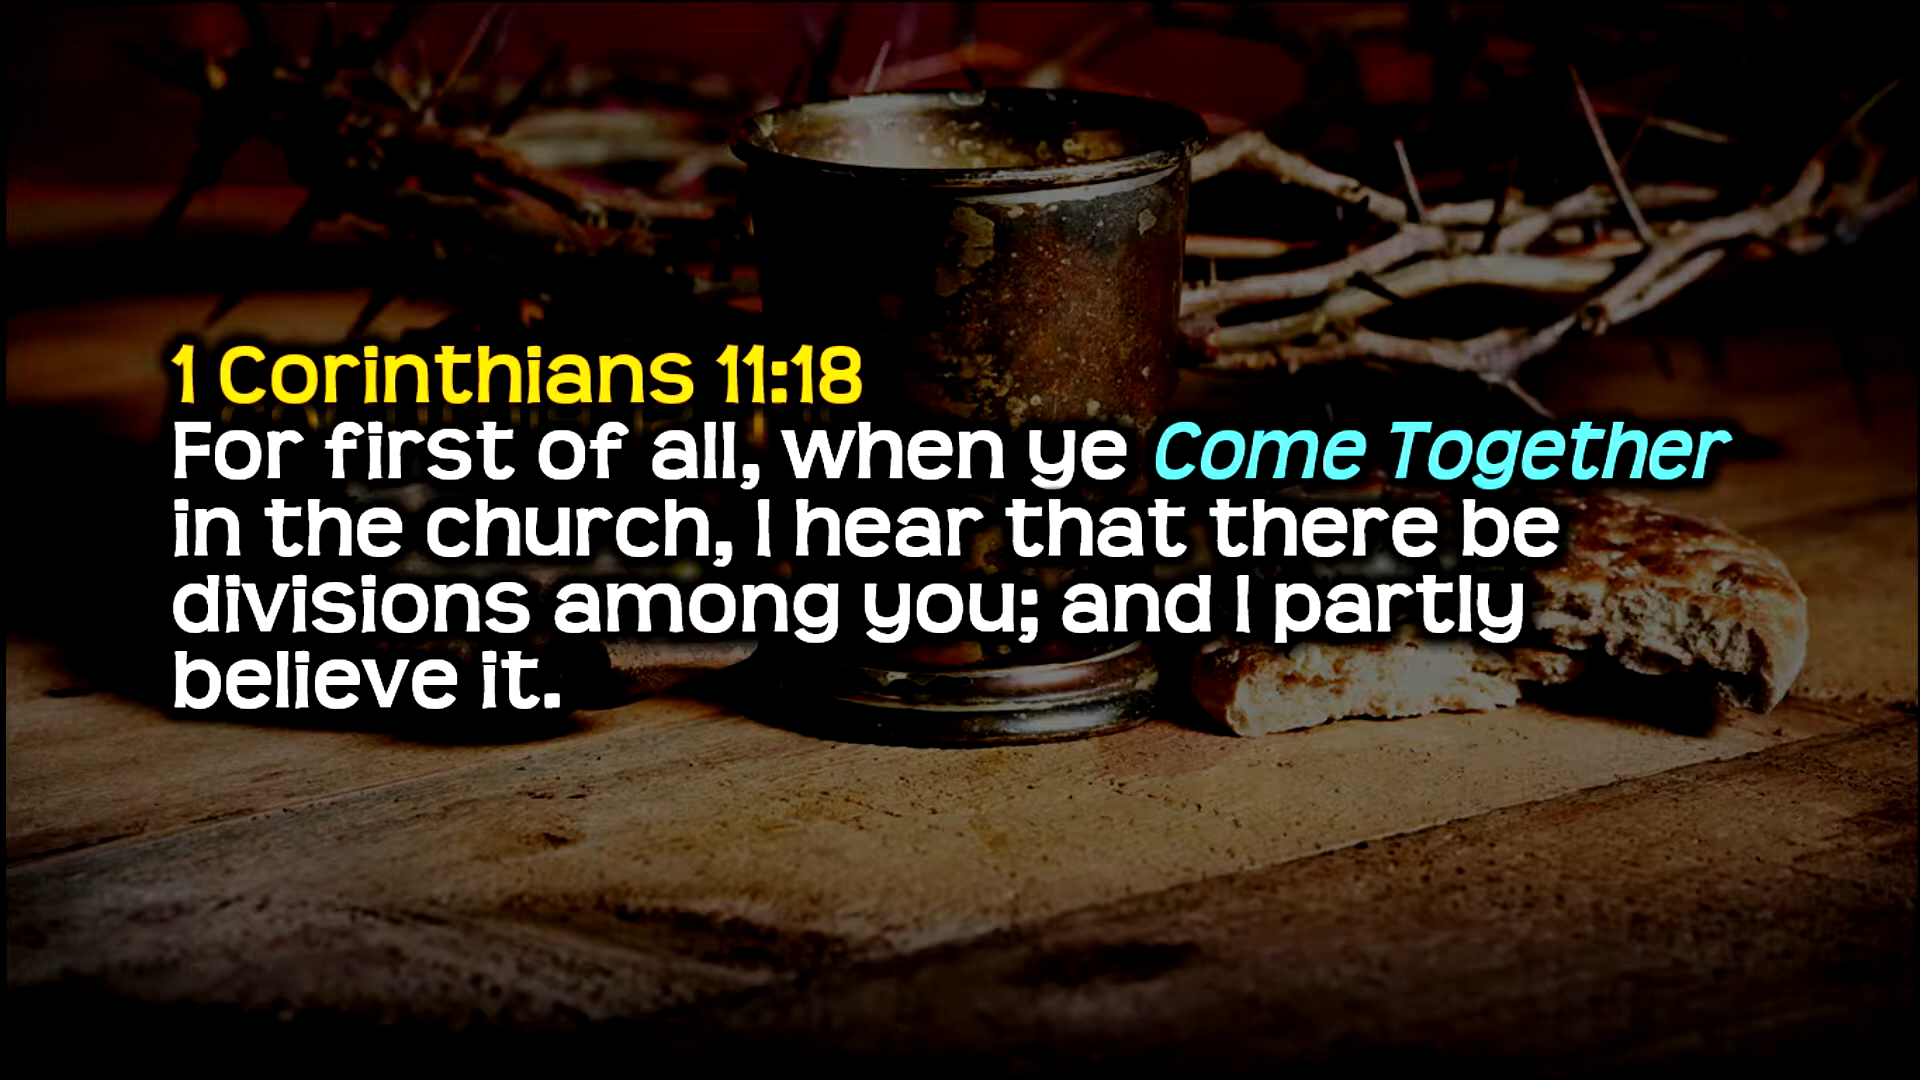 1 Corinthians 11:18
For first of all, when ye Come Together
in the church, I hear that there be
divisions among you; and I partly
believe it.